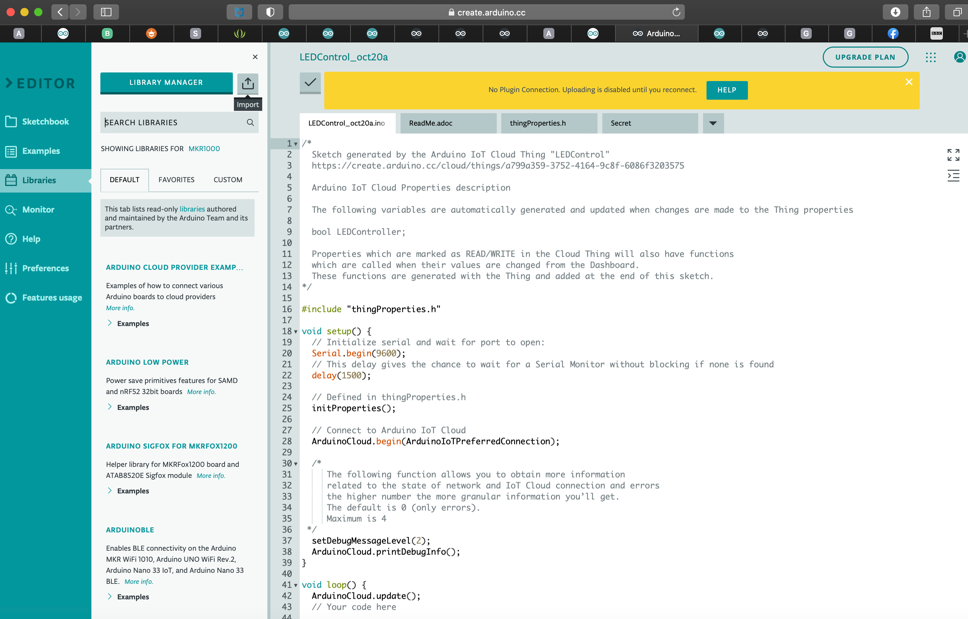 create.arduino.cc
Arduino...
>EDITOR
Sketchbook
Examples
Libraries
Monitor
Help
Preferences
Features usage
LIBRARY MANAGER
Import
SEARCH LIBRARIES
SHOWING LIBRARIES FOR MKR1000
DEFAULT FAVORITES CUSTOM
This tab lists read-only libraries authored
and maintained by the Arduino Team and its
partners.
ARDUINO CLOUD PROVIDER EXAMP...
Examples of how to connect various
Arduino boards to cloud providers
More info.
Examples
ARDUINO LOW POWER
Power save primitives features for SAMD
and nRF52 32bit boards More info.
Examples
ARDUINO SIGFOX FOR MKRFOX1200
Helper library for MKRFox1200 board and
ATAB8520E Sigfox module More info.
Examples
ARDUINOBLE
Enables BLE connectivity on the Arduino
MKR WiFi 1010, Arduino UNO WiFi Rev.2,
Arduino Nano 33 IoT, and Arduino Nano 33
BLE. More info.
Examples
LEDControl_oct20a
UPGRADE PLAN
No Plugin Connection. Uploading is disabled until you reconnect. HELP
LEDControl_oct20a.ino ReadMe.adoc thingProperties.h Secret
1 /*
2 Sketch generated by the Arduino IoT Cloud Thing "LEDControl"
3 https://create.arduino.cc/cloud/things/a799a359-3752-4164-9c8f-6086f3203575
4
5 Arduino IoT Cloud Properties description
6
7 The following variables are automatically generated and updated when changes are made to the Thing properties
8
9 bool LEDController;
10
11 Properties which are marked as READ/WRITE in the Cloud Thing will also have functions
12 which are called when their values are changed from the Dashboard.
13 These functions are generated with the Thing and added at the end of this sketch.
14 */
15
16 #include "thingProperties.h"
17
18 void setup() {
19 // Initialize serial and wait for port to open:
20 Serial.begin(9600);
21 // This delay gives the chance to wait for a Serial Monitor without blocking if none is found
22 delay(1500);
23
24 // Defined in thingProperties.h
25 initProperties();
26
27 // Connect to Arduino IoT Cloud
28 ArduinoCloud.begin(ArduinoIoTPreferredConnection);
29
30 /*
31 The following function allows you to obtain more information
32 related to the state of network and IoT Cloud connection and errors
33 the higher number the more granular information you'll get.
34 The default is 0 (only errors).
35 Maximum is 4
36 */
37 setDebugMessageLevel(2);
38 ArduinoCloud.printDebugInfo();
39 }
40
41 void loop() {
42 ArduinoCloud.update();
43 // Your code here
44